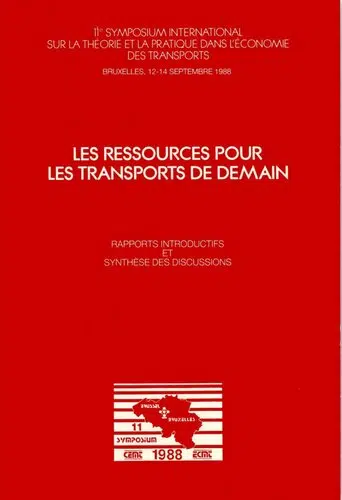 11e SYMPOSIUM INTERNATIONAL
SUR LA THÉORIE ET LA PRATIQUE DANS L'ÉCONOMIE
DES TRANSPORTS
BRUXELLES, 12-14 SEPTEMBRE 1988
LES RESSOURCES POUR
LES TRANSPORTS DE DEMAIN
RAPPORTS INTRODUCTIFS
ET
SYNTHÈSE DES DISCUSSIONS
BRUSSEL
BRUXELLES
11
SYMPOSIUM
CEMT 1988 ECMT